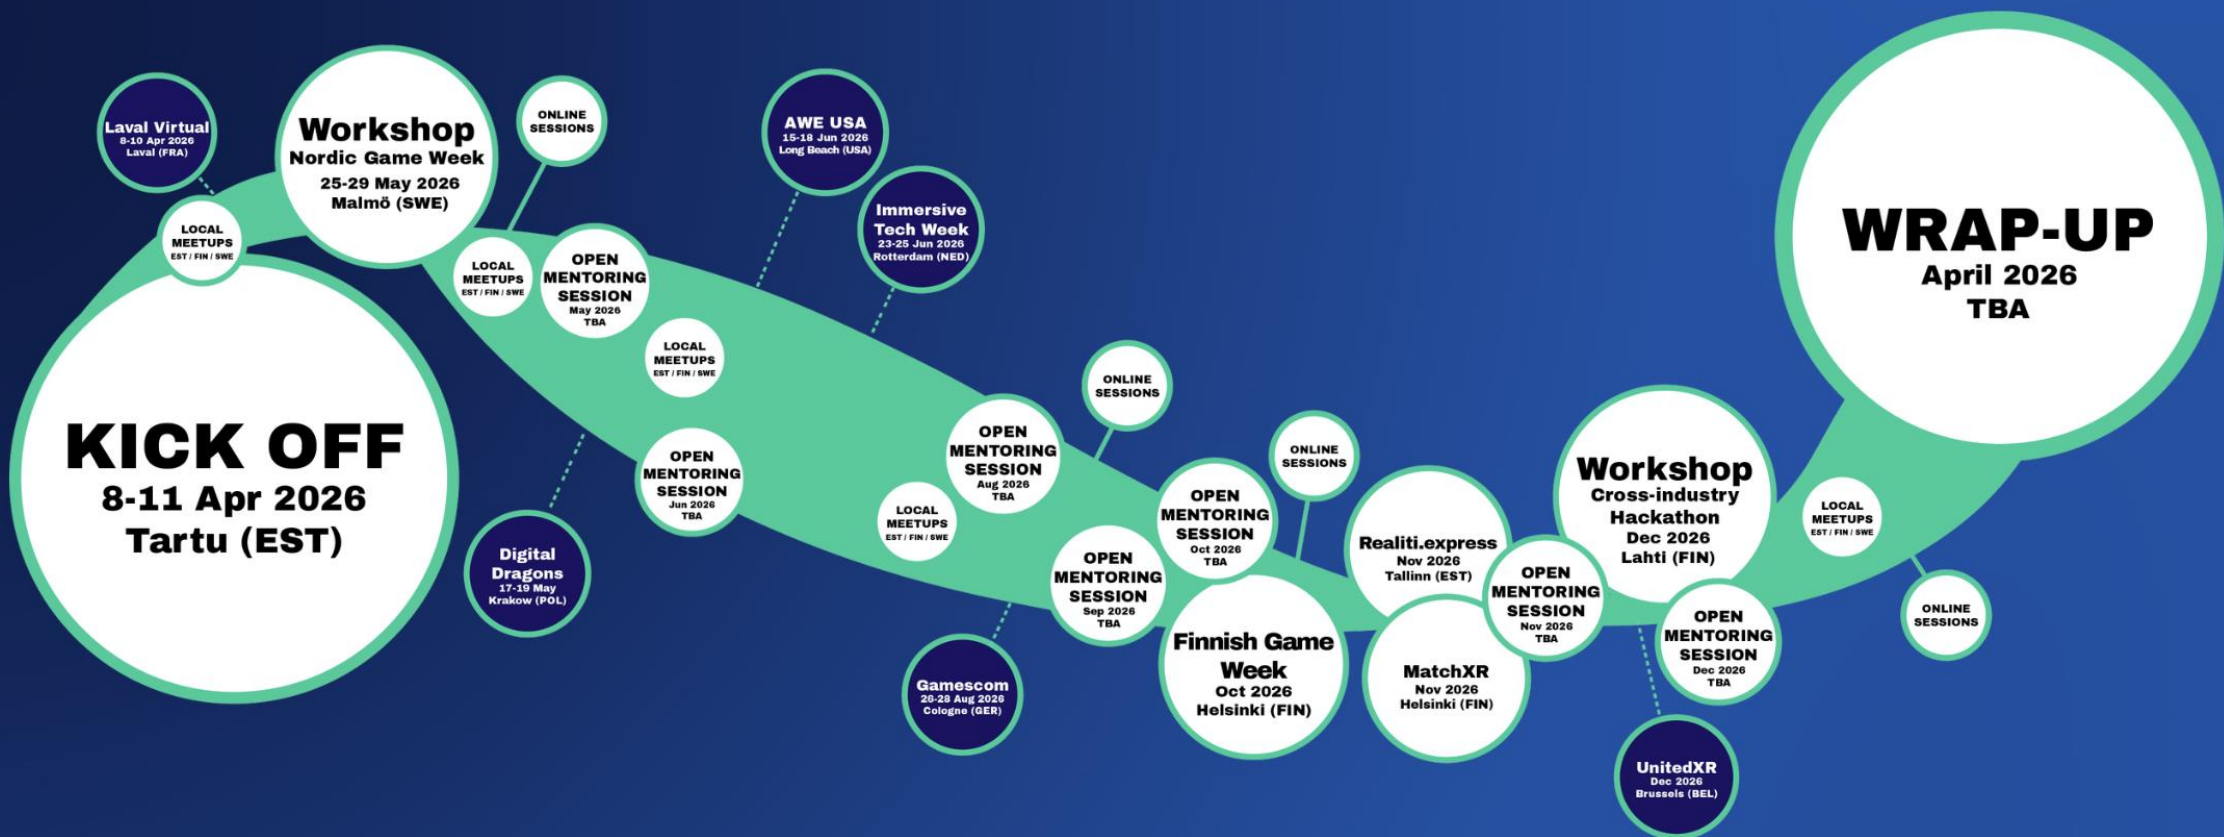 Laval Virtual
8-10 Apr 2026
Laval (FRA)
LOCAL
MEETUPS
EST / FIN / SWE
KICK OFF
8-11 Apr 2026
Tartu (EST)
Workshop
Nordic Game Week
25-29 May 2026
Malmö (SWE)
ONLINE
SESSIONS
LOCAL
MEETUPS
EST / FIN / SWE
OPEN
MENTORING
SESSION
May 2026
TBA
LOCAL
MEETUPS
EST / FIN / SWE
Digital
Dragons
17-19 May
Krakow (POL)
OPEN
MENTORING
SESSION
Jun 2026
TBA
AWE USA
15-18 Jun 2026
Long Beach (USA)
Immersive
Tech Week
23-25 Jun 2026
Rotterdam (NED)
LOCAL
MEETUPS
EST / FIN / SWE
OPEN
MENTORING
SESSION
Aug 2026
TBA
Gamescom
26-28 Aug 2026
Cologne (GER)
ONLINE
SESSIONS
OPEN
MENTORING
SESSION
Sep 2026
TBA
OPEN
MENTORING
SESSION
Oct 2026
TBA
Finnish Game
Week
Oct 2026
Helsinki (FIN)
ONLINE
SESSIONS
Realiti.express
Nov 2026
Tallinn (EST)
MatchXR
Nov 2026
Helsinki (FIN)
OPEN
MENTORING
SESSION
Nov 2026
TBA
Workshop
Cross-industry
Hackathon
Dec 2026
Lahti (FIN)
OPEN
MENTORING
SESSION
Dec 2026
TBA
UnitedXR
Dec 2026
Brussels (BEL)
LOCAL
MEETUPS
EST / FIN / SWE
ONLINE
SESSIONS
WRAP-UP
April 2026
TBA